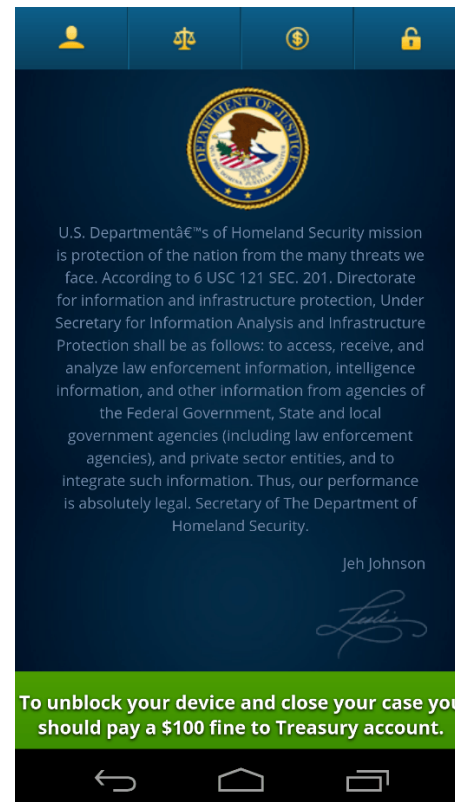 DEPARTMENT OF JUSTICE
U.S. Departmentâ€™s of Homeland Security mission
is protection of the nation from the many threats we
face. According to 6 USC 121 SEC. 201. Directorate
for information and infrastructure protection, Under
Secretary for Information Analysis and Infrastructure
Protection shall be as follows: to access, receive, and
analyze law enforcement information, intelligence
information, and other information from agencies of
the Federal Government, State and local
government agencies (including law enforcement
agencies), and private sector entities, and to
integrate such information. Thus, our performance
is absolutely legal. Secretary of The Department of
Homeland Security.
Jeh Johnson
To unblock your device and close your case you
should pay a $100 fine to Treasury account.